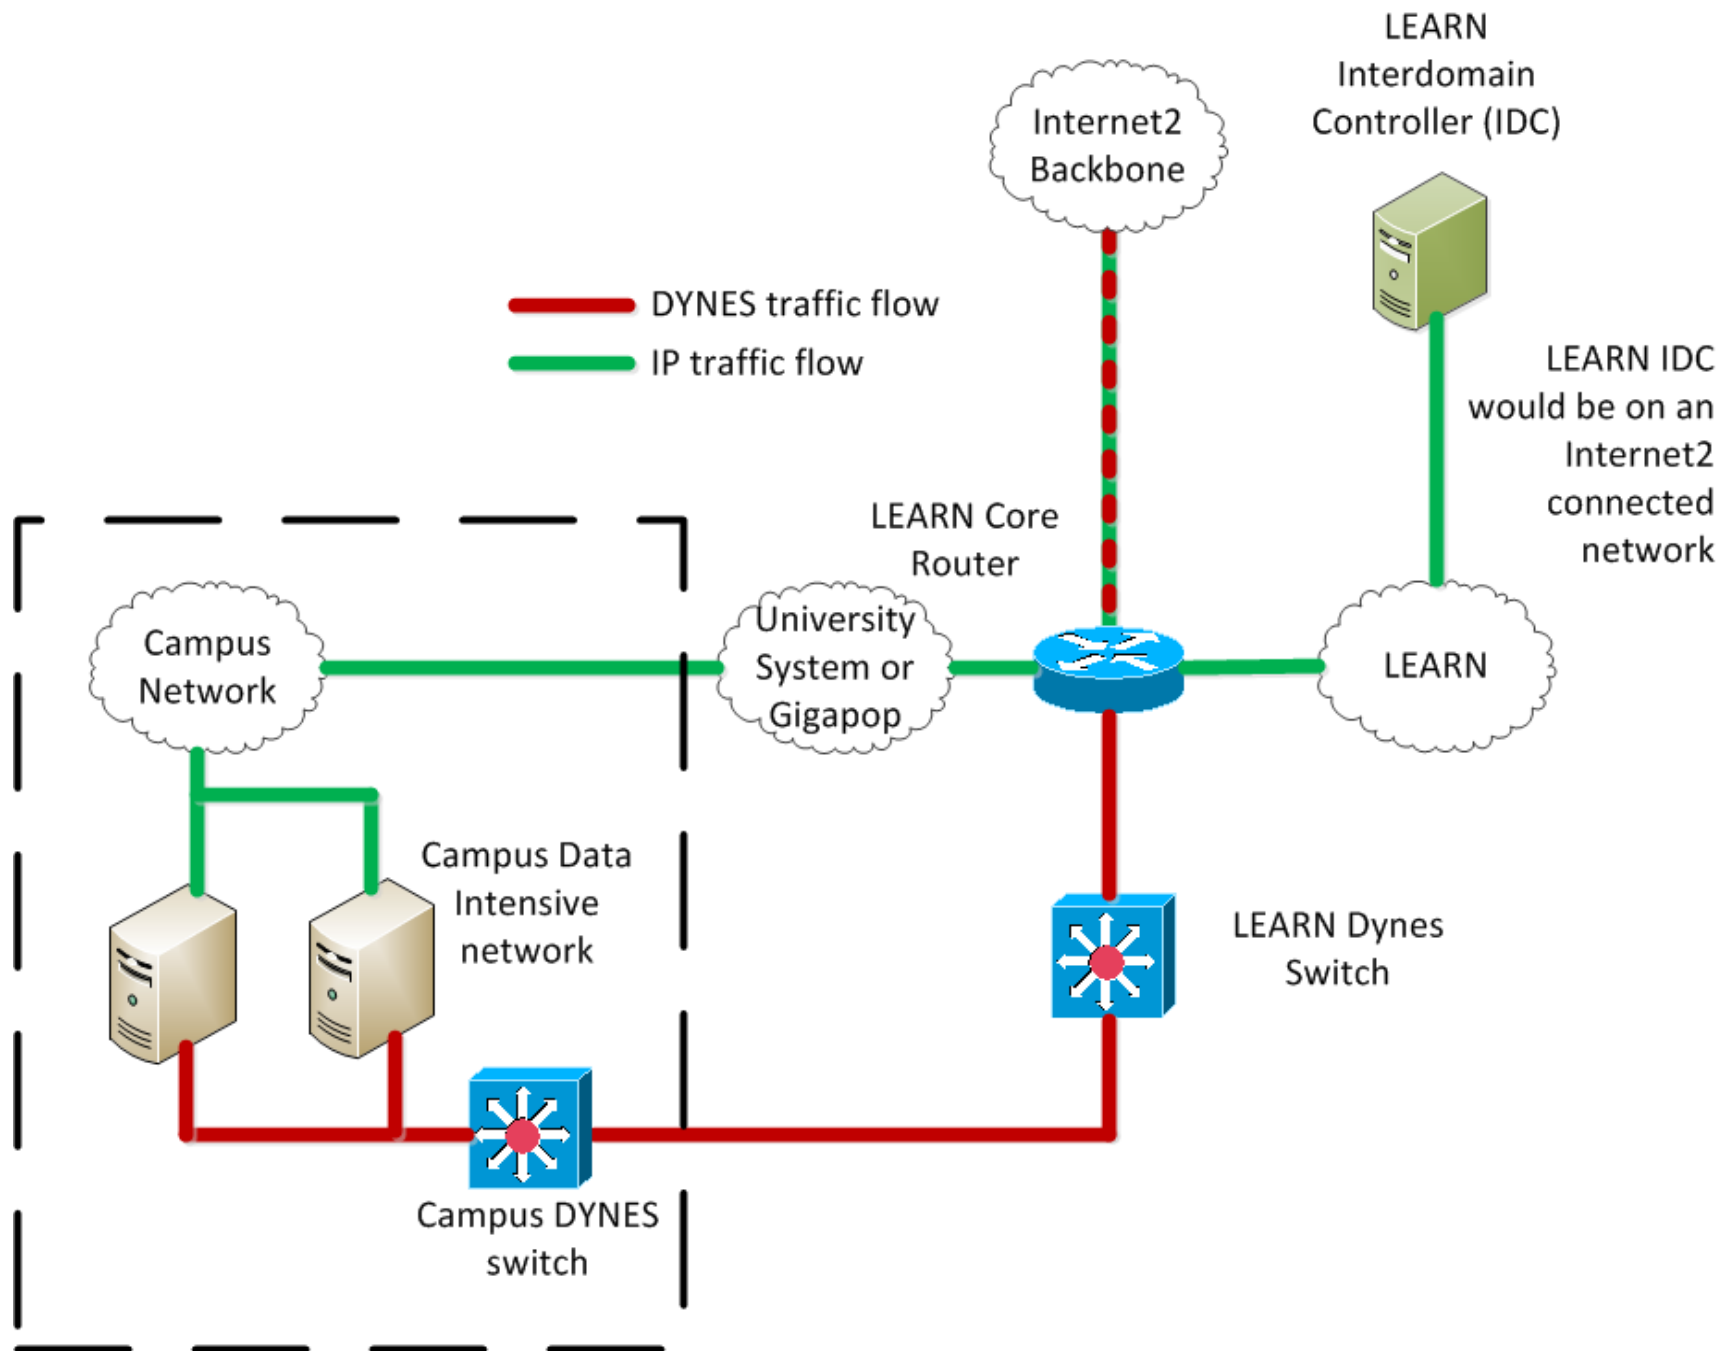 LEARN
Interdomain
Controller (IDC)
Internet2
Backbone
DYNES traffic flow
IP traffic flow
LEARN IDC
would be on an
Internet2
connected
network
LEARN Core
Router
Campus
Network
University
System or
Gigapop
LEARN
Campus Data
Intensive
network
LEARN Dynes
Switch
Campus DYNES
switch